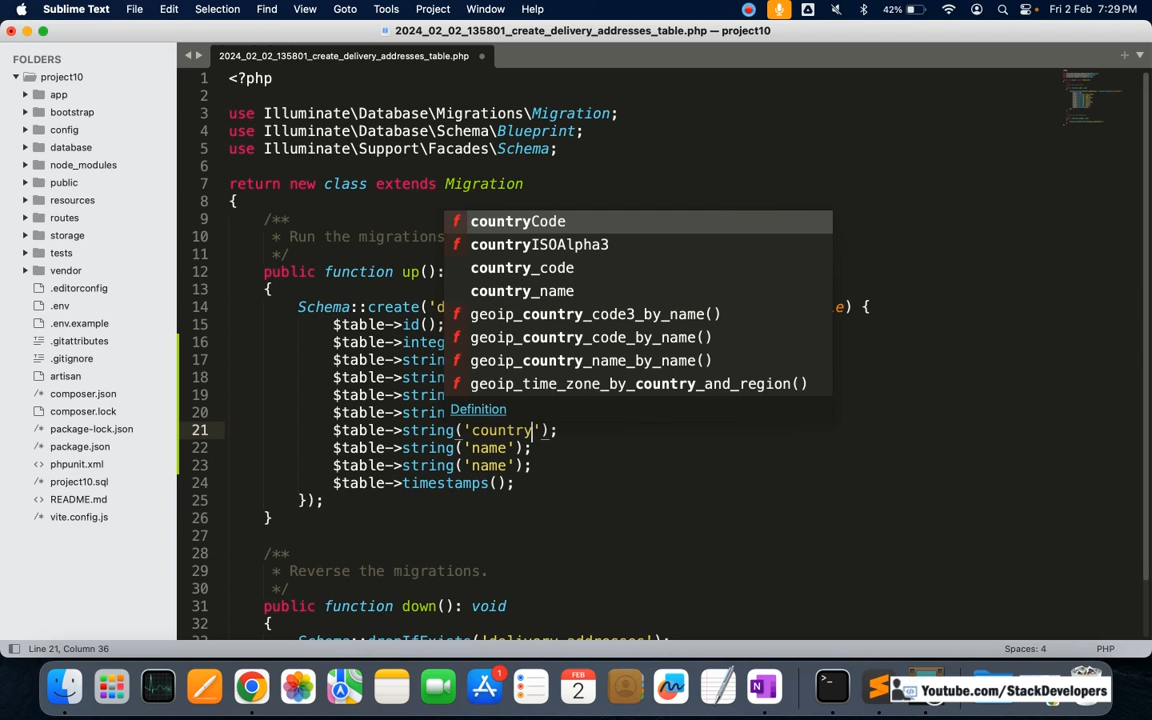 Sublime Text File Edit Selection Find View Goto Tools Project Window Help 42% Fri 2 Feb 7:29 PM
2024_02_02_135801_create_delivery_addresses_table.php — project10
FOLDERS
project10
app
bootstrap
config
database
node_modules
public
resources
routes
storage
tests
vendor
.editorconfig
.env
.env.example
.gitattributes
.gitignore
artisan
composer.json
composer.lock
package-lock.json
package.json
phpunit.xml
project10.sql
README.md
vite.config.js
2024_02_02_135801_create_delivery_addresses_table.php
1 <?php
2
3 use Illuminate\Database\Migrations\Migration;
4 use Illuminate\Database\Schema\Blueprint;
5 use Illuminate\Support\Facades\Schema;
6
7 return new class extends Migration
8 {
9 /**
10 * Run the migrations
11 */
12 public function up():
13 {
14 Schema::create('d e) {
15 $table->id();
16 $table->integ
17 $table->strin
18 $table->strin
19 $table->strin
20 $table->strin
21 $table->string('country');
22 $table->string('name');
23 $table->string('name');
24 $table->timestamps();
25 });
26 }
27
28 /**
29 * Reverse the migrations.
30 */
31 public function down(): void
32 {
33 Schema::dropIfExists('delivery_addresses');
f countryCode
f countryISOAlpha3
country_code
country_name
f geoip_country_code3_by_name()
f geoip_country_code_by_name()
f geoip_country_name_by_name()
f geoip_time_zone_by_country_and_region()
Definition
Line 21, Column 36 Spaces: 4 PHP
FEB
2
1
Youtube.com/StackDevelopers